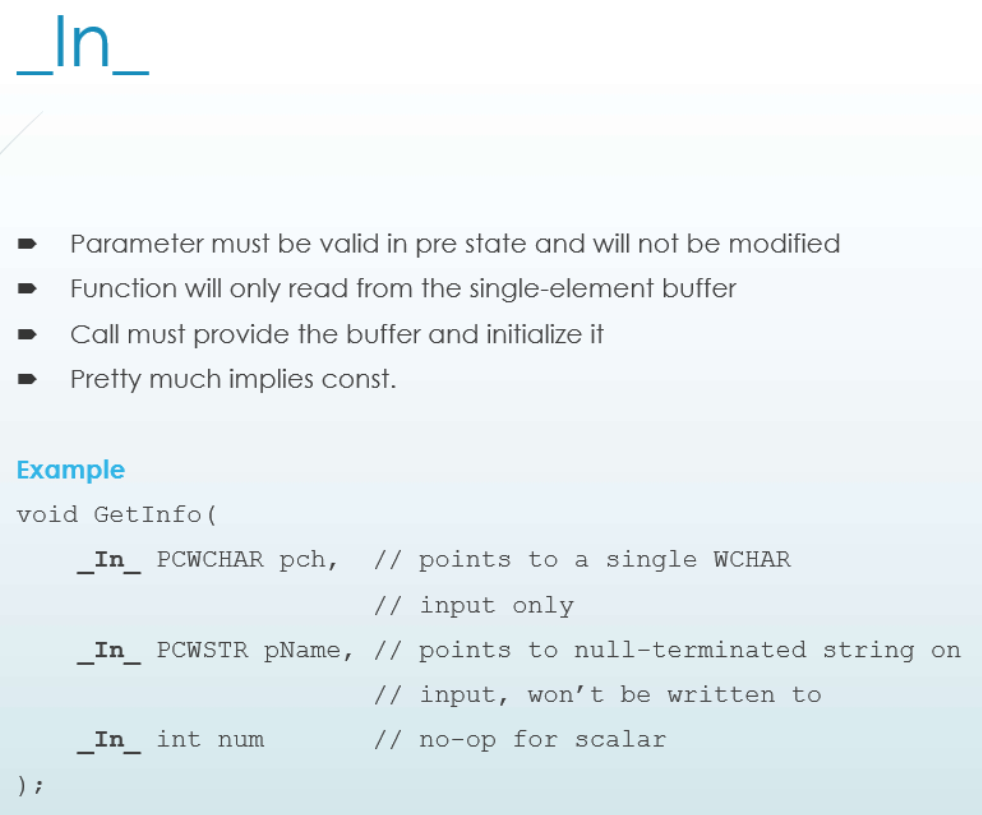 _In_
Parameter must be valid in pre state and will not be modified
Function will only read from the single-element buffer
Call must provide the buffer and initialize it
Pretty much implies const.
Example
void GetInfo(
    _In_ PCWCHAR pch,  // points to a single WCHAR
                       // input only
    _In_ PCWSTR pName, // points to null-terminated string on
                       // input, won’t be written to
    _In_ int num       // no-op for scalar
);